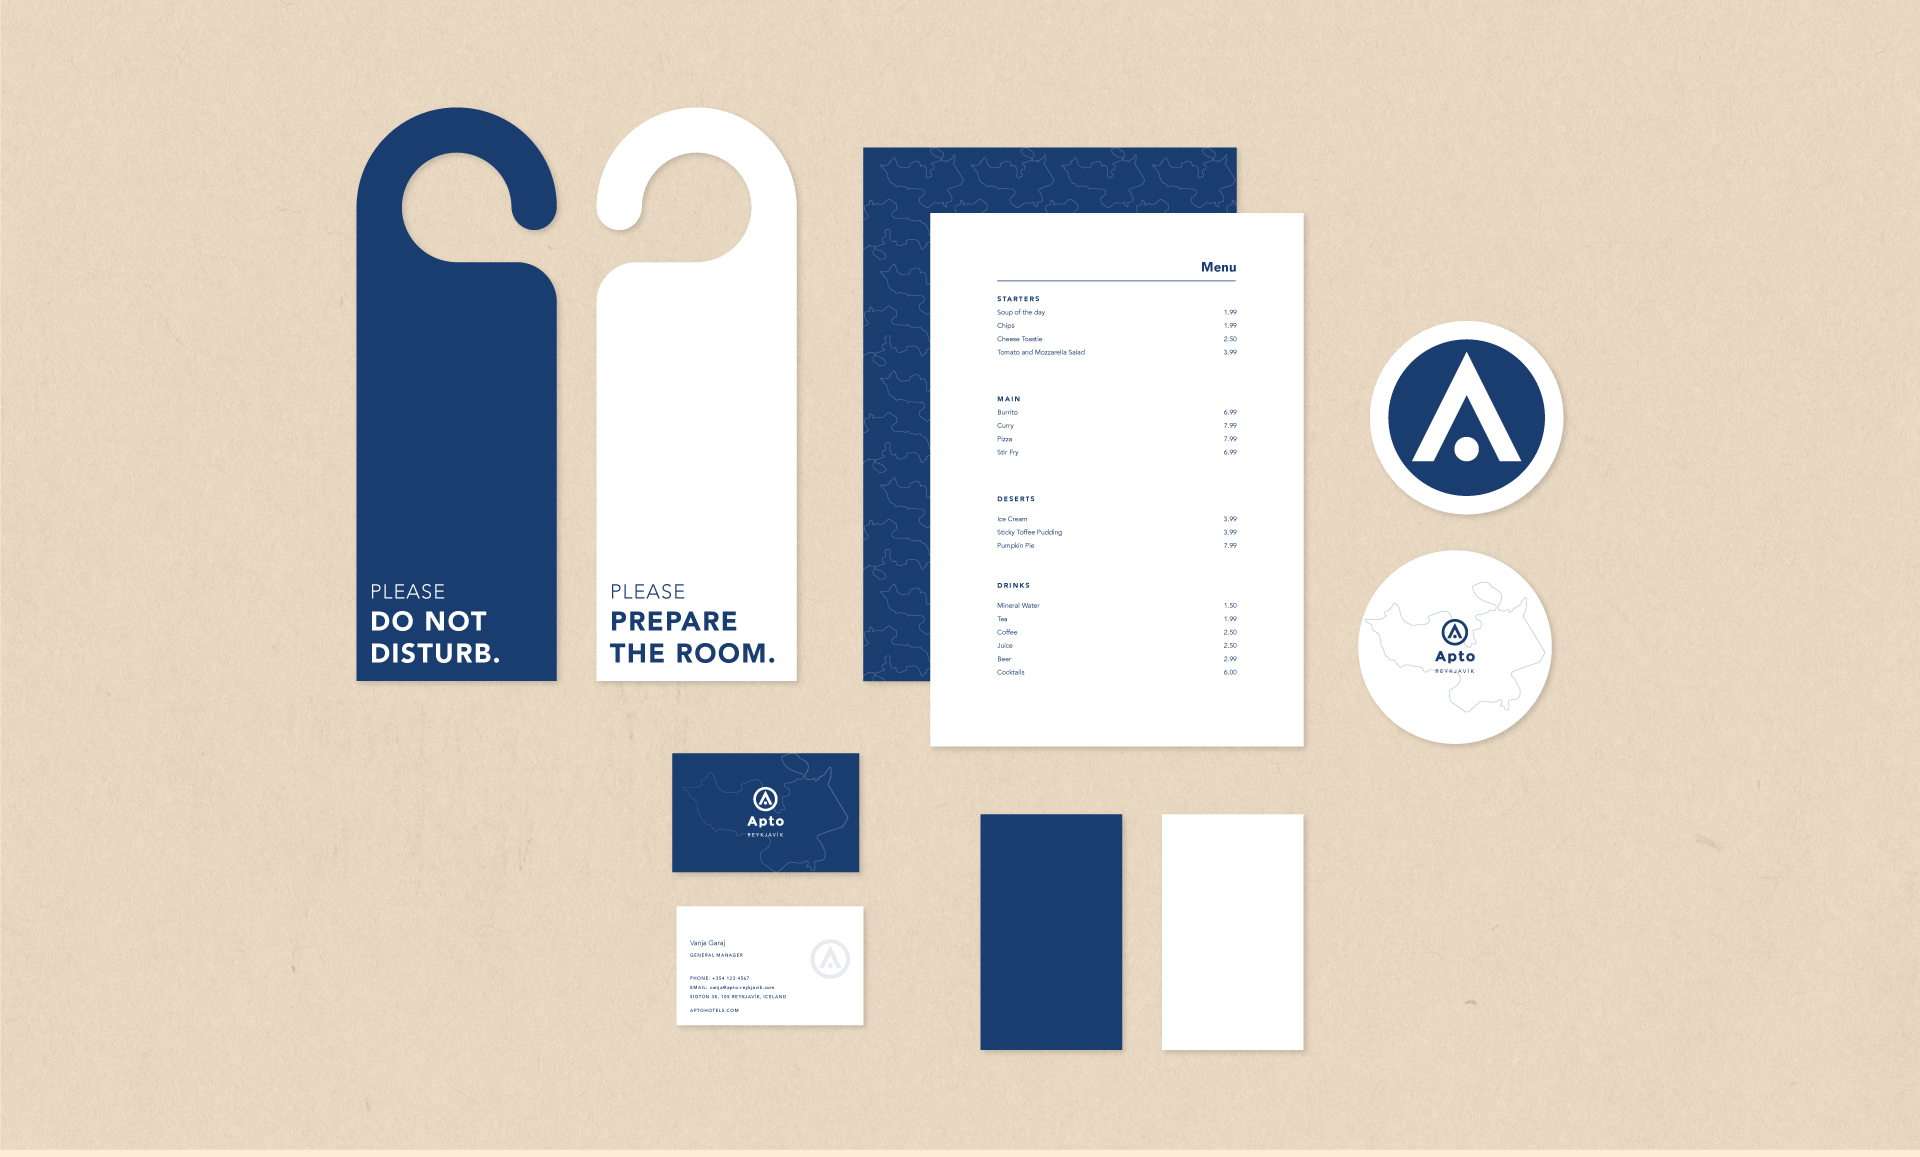 PLEASE
DO NOT
DISTURB.
PLEASE
PREPARE
THE ROOM.
Menu
STARTERS
Soup of the day 1.99
Chips 1.99
Cheese Toastie 2.50
Tomato and Mozzarella Salad 3.99
MAIN
Burrito 6.99
Curry 7.99
Pizza 7.99
Stir Fry 6.99
DESERTS
Ice Cream 3.99
Sticky Toffee Pudding 3.99
Pumpkin Pie 7.99
DRINKS
Mineral Water 1.50
Tea 1.99
Coffee 2.50
Juice 2.50
Beer 2.99
Cocktails 6.00
Apto
REYKJAVÍK
Apto
REYKJAVÍK
Vanja Garaj
GENERAL MANAGER
PHONE: +354 123 4567
EMAIL: vanja@apto-reykjavik.com
SIGTÚN 38, 105 REYKJAVÍK, ICELAND
APTOHOTELS.COM